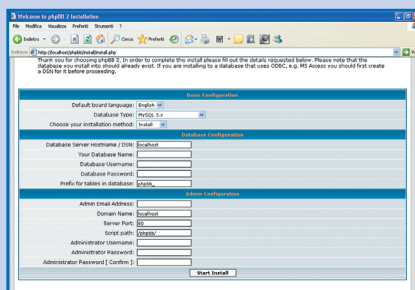 Welcome to phpBB 2 Installation
File Modifica Visualizza Preferiti Strumenti ?
Indietro Cerca Preferiti
Indirizzo http://localhost/phpbb/install/install.php Vai
Thank you for choosing phpBB 2. In order to complete this install please fill out the details requested below. Please note that the
database you install into should already exist. If you are installing to a database that uses ODBC, e.g. MS Access you should first create
a DSN for it before proceeding.
Basic Configuration
Default board language: English
Database Type: MySQL 3.x
Choose your installation method: Install
Database Configuration
Database Server Hostname / DSN: localhost
Your Database Name:
Database Username:
Database Password:
Prefix for tables in database: phpbb_
Admin Configuration
Admin Email Address:
Domain Name: localhost
Server Port: 80
Script path: /phpbb/
Administrator Username:
Administrator Password:
Administrator Password [ Confirm ]:
Start Install